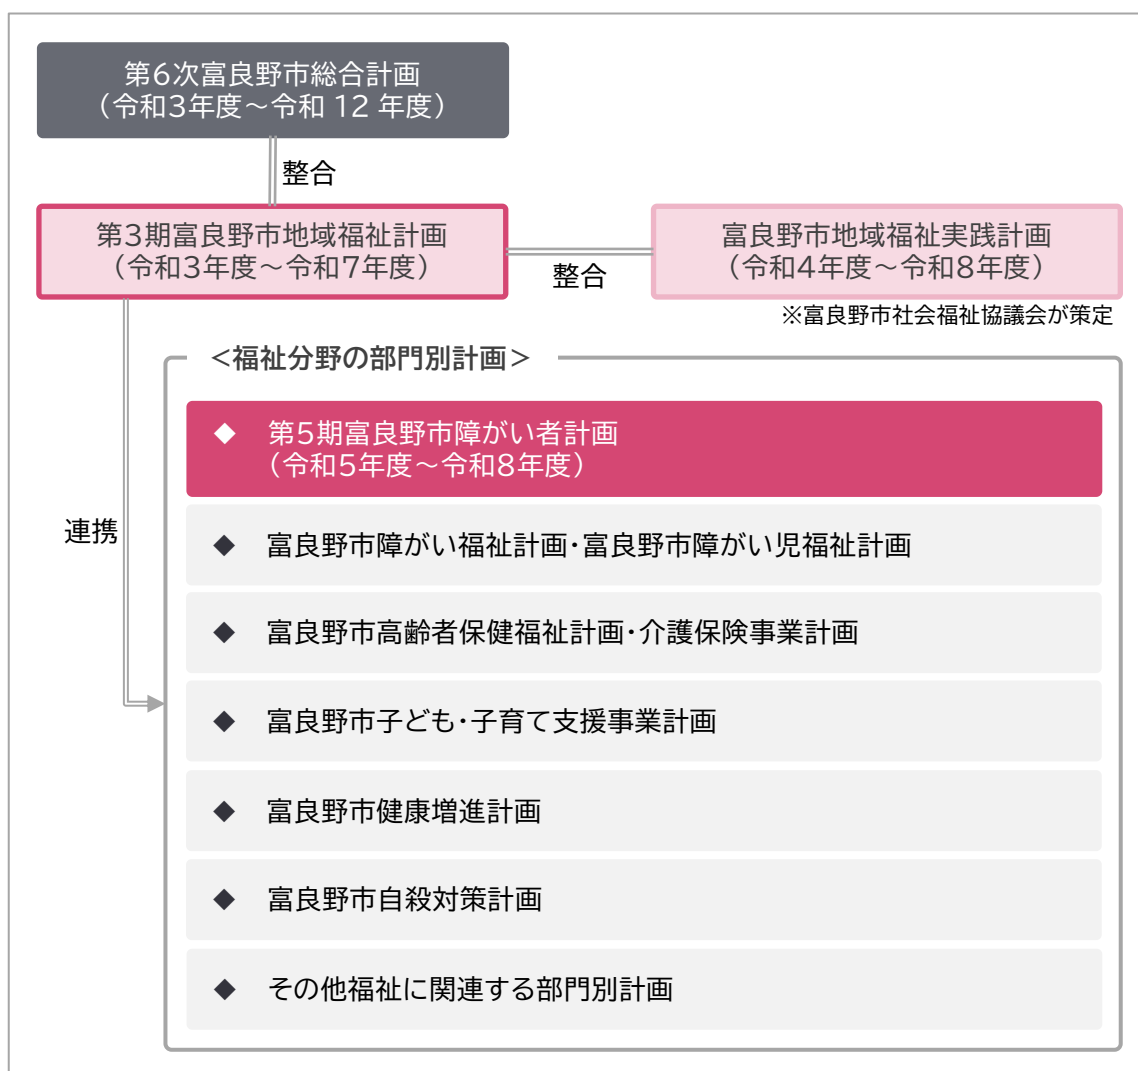 第6次富良野市総合計画
（令和3年度～令和 12 年度）
整合
第3期富良野市地域福祉計画
（令和3年度～令和7年度）
整合
富良野市地域福祉実践計画
（令和4年度～令和8年度）
※富良野市社会福祉協議会が策定
<福祉分野の部門別計画>
◆ 第5期富良野市障がい者計画
（令和5年度～令和8年度）
連携
◆ 富良野市障がい福祉計画・富良野市障がい児福祉計画
◆ 富良野市高齢者保健福祉計画・介護保険事業計画
◆ 富良野市子ども・子育て支援事業計画
◆ 富良野市健康増進計画
◆ 富良野市自殺対策計画
◆ その他福祉に関連する部門別計画